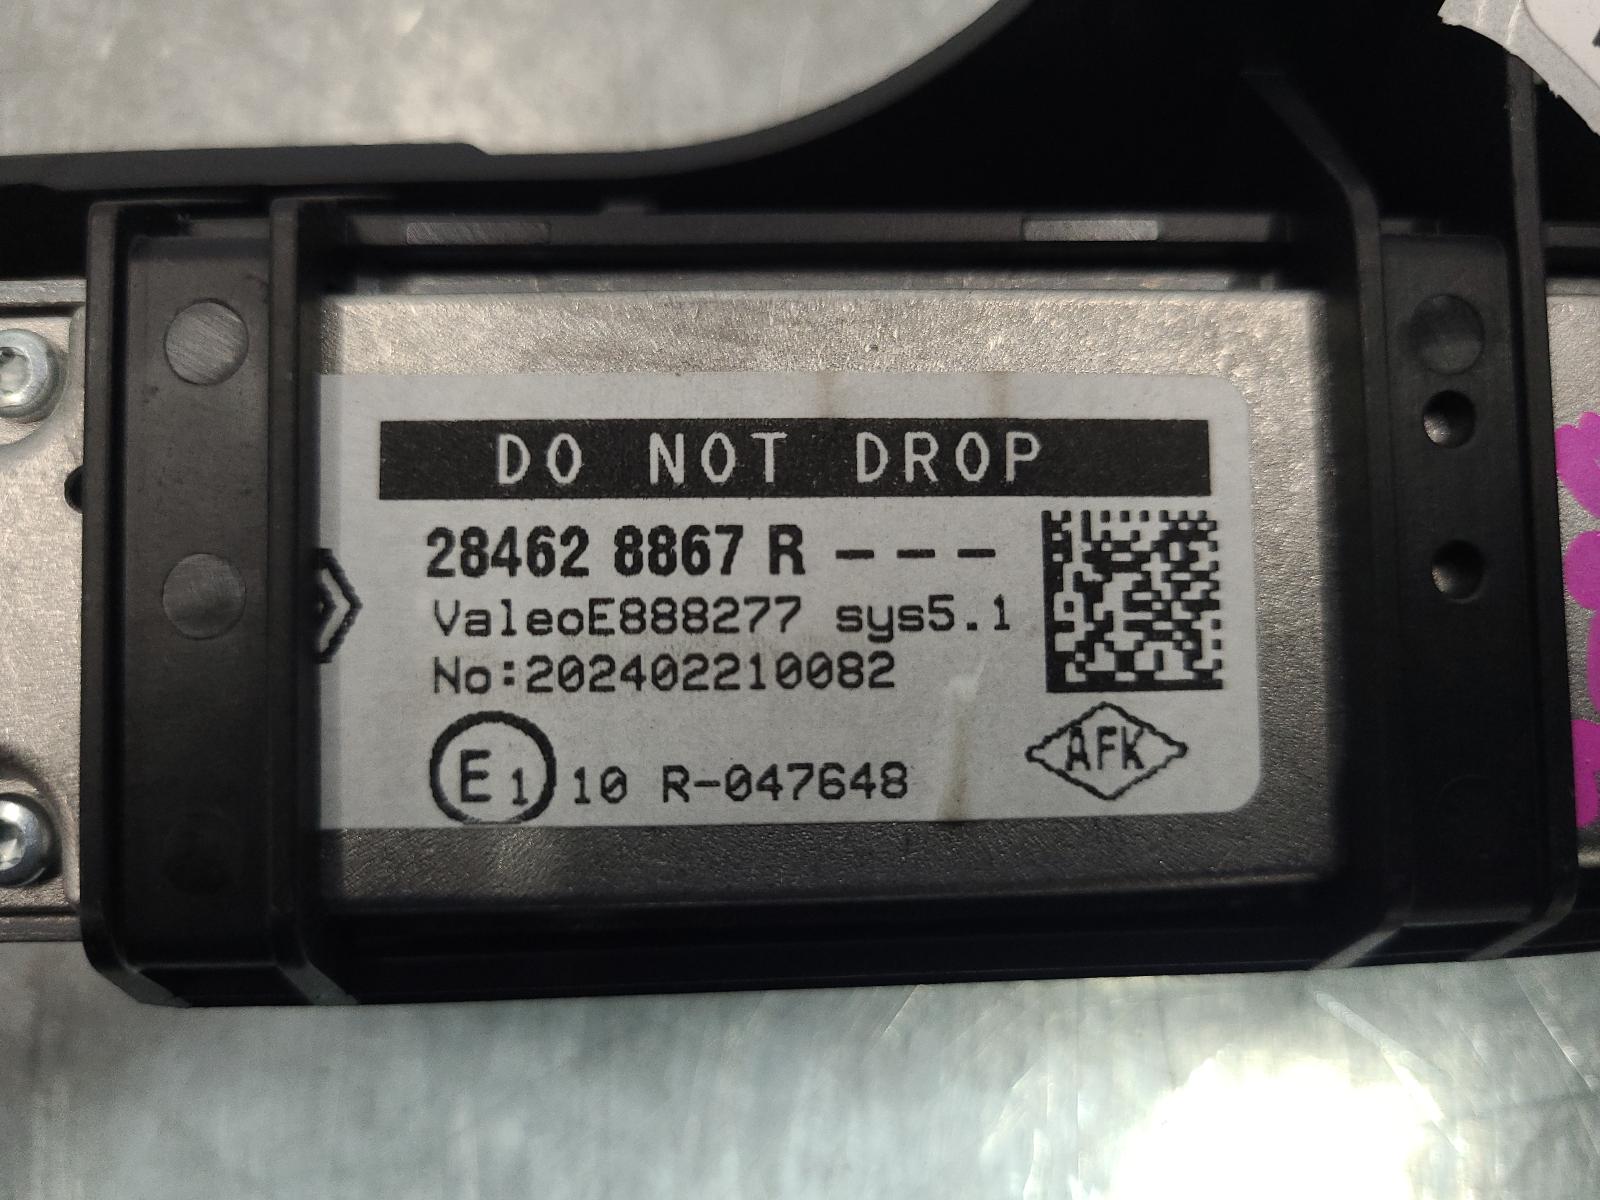 DO NOT DROP
28462 8867 R ---
ValeoE888277 sys5.1
No:202402210082
E1 10 R-047648
AFK